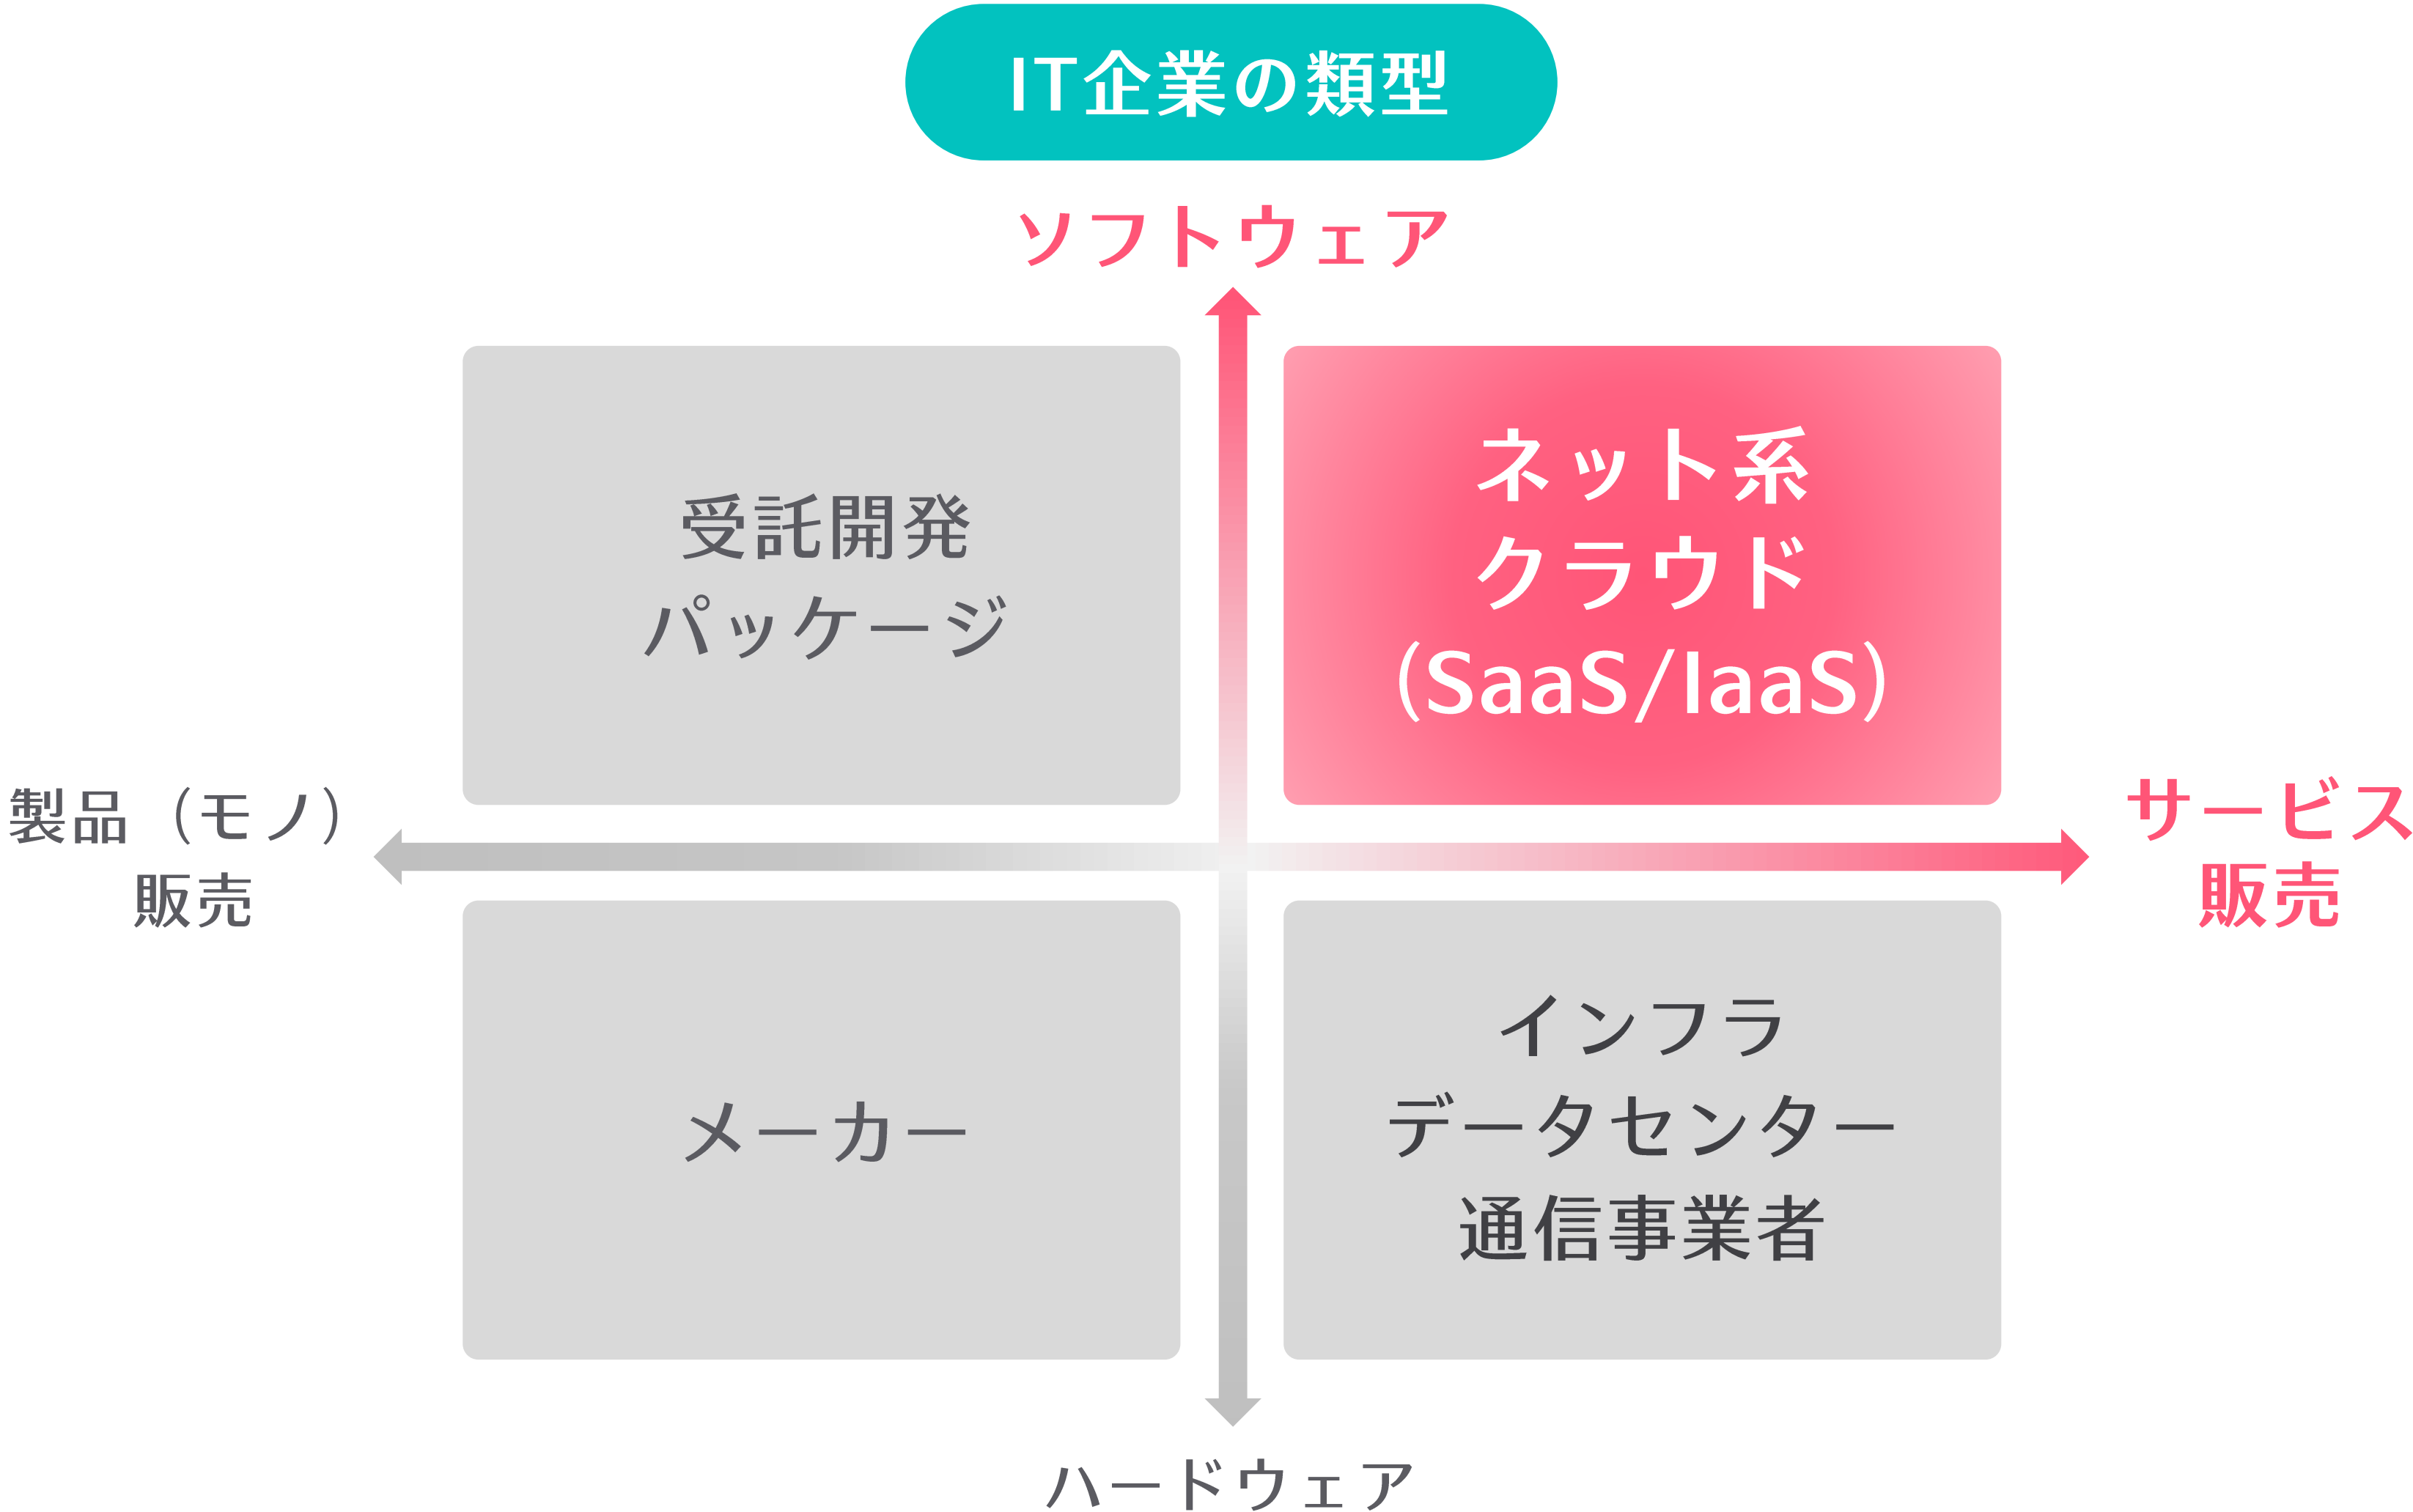 IT企業の類型
ソフトウェア
受託開発
パッケージ
ネット系
クラウド
(SaaS/IaaS)
製品（モノ）
販売
サービス
販売
メーカー
インフラ
データセンター
通信事業者
ハードウェア